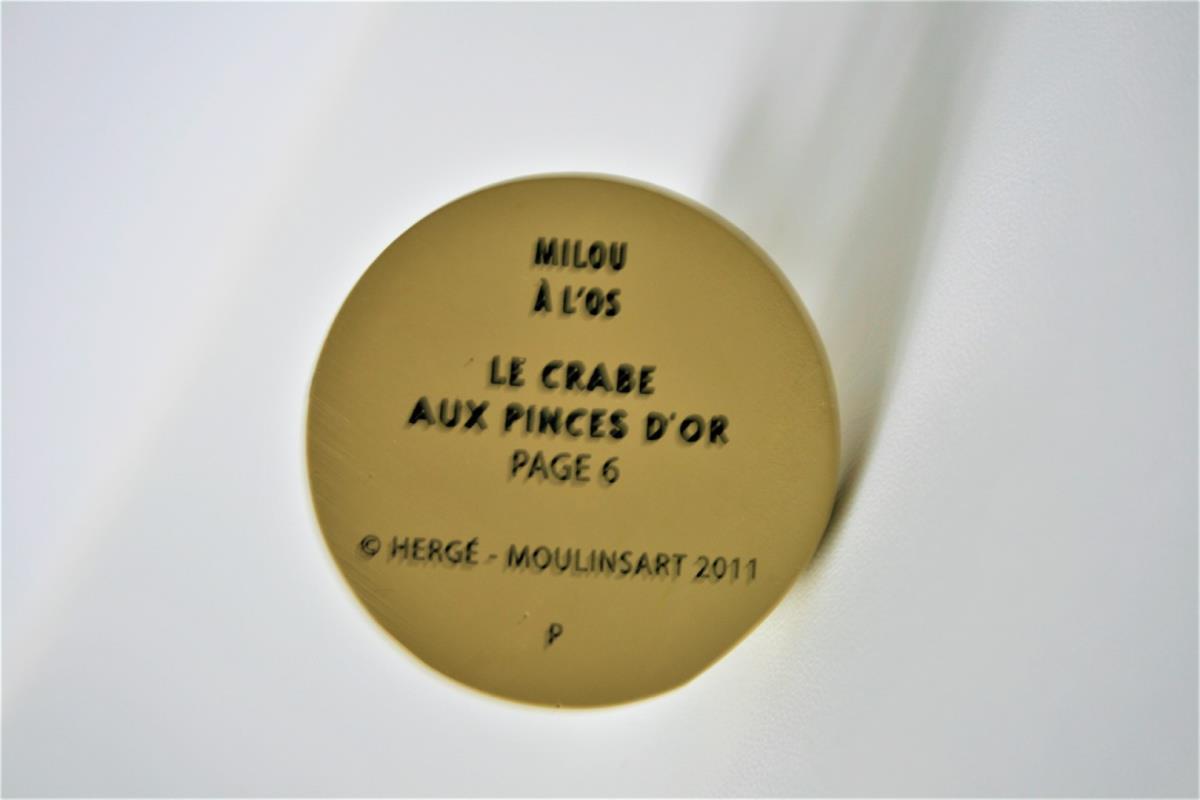 MILOU
À L'OS
LE CRABE
AUX PINCES D'OR
PAGE 6
© HERGÉ - MOULINSART 2011
P